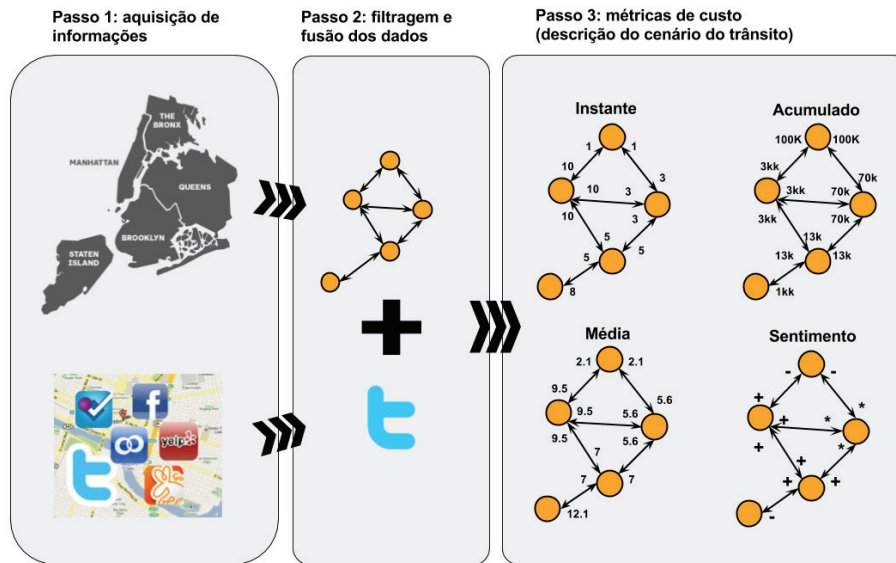 Passo 1: aquisição de
informações
Passo 2: filtragem e
fusão dos dados
Passo 3: métricas de custo
(descrição do cenário do trânsito)
THE
BRONX
MANHATTAN
QUEENS
BROOKLYN
STATEN
ISLAND
yelp
Instante
1 1
10 3
10 3
10 3
5 5
5
8
Acumulado
100K 100K
3kk 70k
3kk 70k
3kk 70k
13k
13k 13k
1kk
Média
2.1 2.1
9.5 5.6
9.5 5.6
9.5 5.6
7
7 7
12.1
Sentimento
- -
+ *
+ *
+ *
+
+ +
-